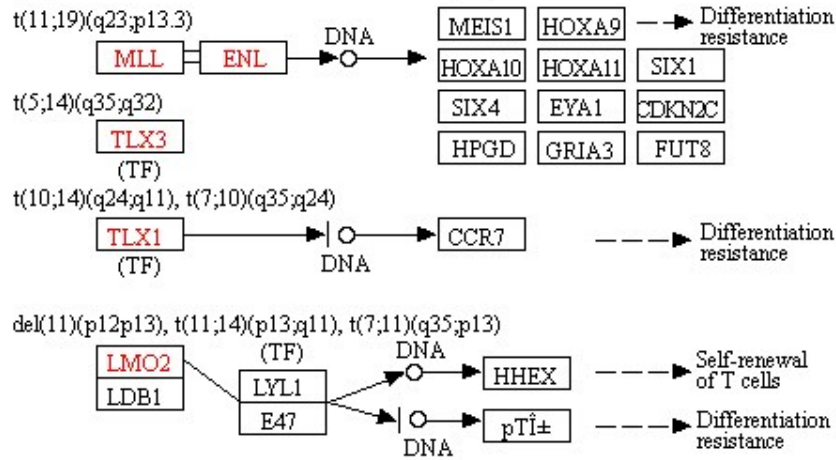 t(11;19)(q23;p13.3)
MLL ENL DNA MEIS1 HOXA9 Differentiation
resistance
HOXA10 HOXA11 SIX1
t(5;14)(q35;q32)
TLX3
(TF)
SIX4 EYA1 CDKN2C
HPGD GRIA3 FUT8
t(10;14)(q24;q11), t(7;10)(q35;q24)
TLX1 DNA CCR7 Differentiation
resistance
(TF)
del(11)(p12p13), t(11;14)(p13;q11), t(7;11)(q35;p13)
LMO2
LDB1
(TF)
LYL1
E47
DNA
HHEX Self-renewal
of T cells
DNA
pTÎ± Differentiation
resistance